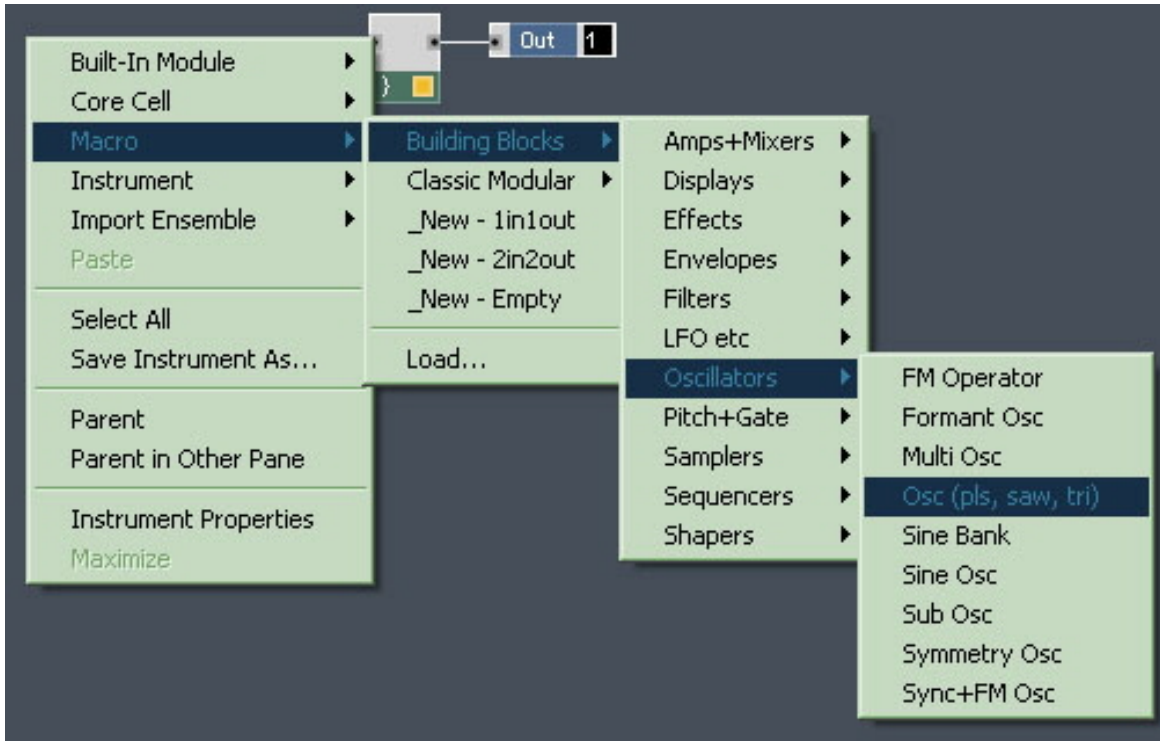 Out 1
}
Built-In Module
Core Cell
Macro
Instrument
Import Ensemble
Paste
Select All
Save Instrument As...
Parent
Parent in Other Pane
Instrument Properties
Maximize
Building Blocks
Classic Modular
_New - 1in1out
_New - 2in2out
_New - Empty
Load...
Amps+Mixers
Displays
Effects
Envelopes
Filters
LFO etc
Oscillators
Pitch+Gate
Samplers
Sequencers
Shapers
FM Operator
Formant Osc
Multi Osc
Osc (pls, saw, tri)
Sine Bank
Sine Osc
Sub Osc
Symmetry Osc
Sync+FM Osc